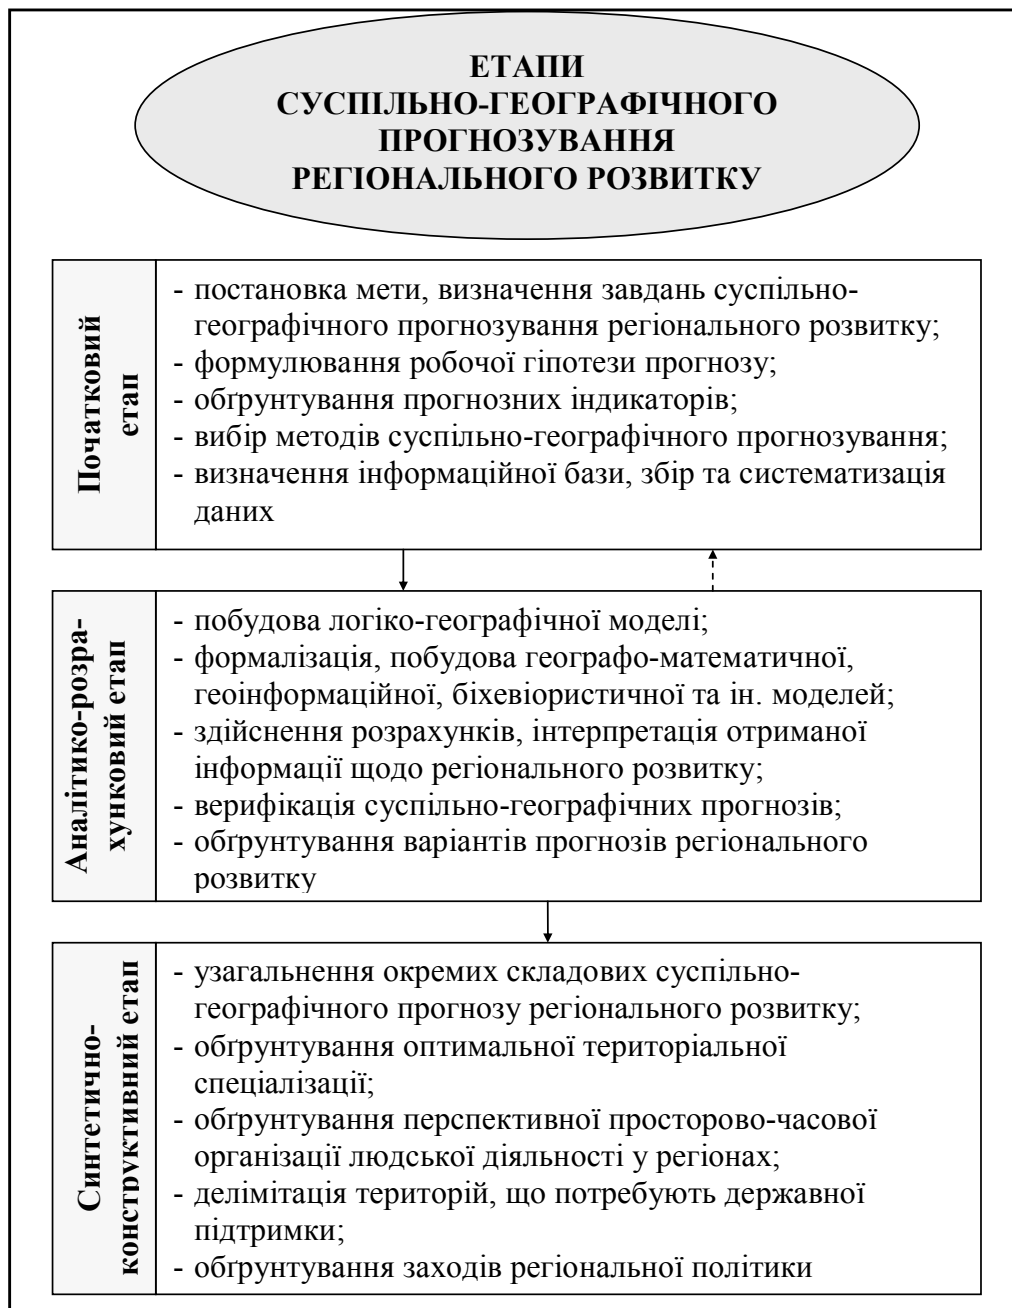 ЕТАПИ
СУСПІЛЬНО-ГЕОГРАФІЧНОГО
ПРОГНОЗУВАННЯ
РЕГІОНАЛЬНОГО РОЗВИТКУ
Початковий
етап
- постановка мети, визначення завдань суспільно-
географічного прогнозування регіонального розвитку;
- формулювання робочої гіпотези прогнозу;
- обґрунтування прогнозних індикаторів;
- вибір методів суспільно-географічного прогнозування;
- визначення інформаційної бази, збір та систематизація
даних
Аналітико-розра-
хунковий етап
- побудова логіко-географічної моделі;
- формалізація, побудова географо-математичної,
геоінформаційної, біхевіористичної та ін. моделей;
- здійснення розрахунків, інтерпретація отриманої
інформації щодо регіонального розвитку;
- верифікація суспільно-географічних прогнозів;
- обґрунтування варіантів прогнозів регіонального
розвитку
Синтетично-
конструктивний етап
- узагальнення окремих складових суспільно-
географічного прогнозу регіонального розвитку;
- обґрунтування оптимальної територіальної
спеціалізації;
- обґрунтування перспективної просторово-часової
організації людської діяльності у регіонах;
- делімітація територій, що потребують державної
підтримки;
- обґрунтування заходів регіональної політики